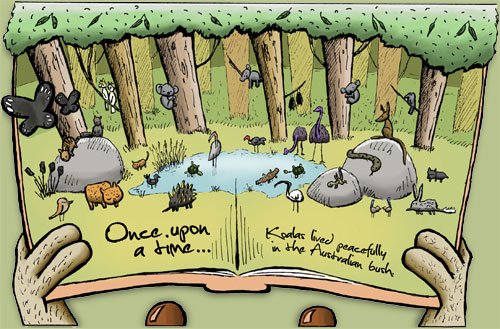 Once upon
a time...
Koalas lived peacefully
in the Australian bush.